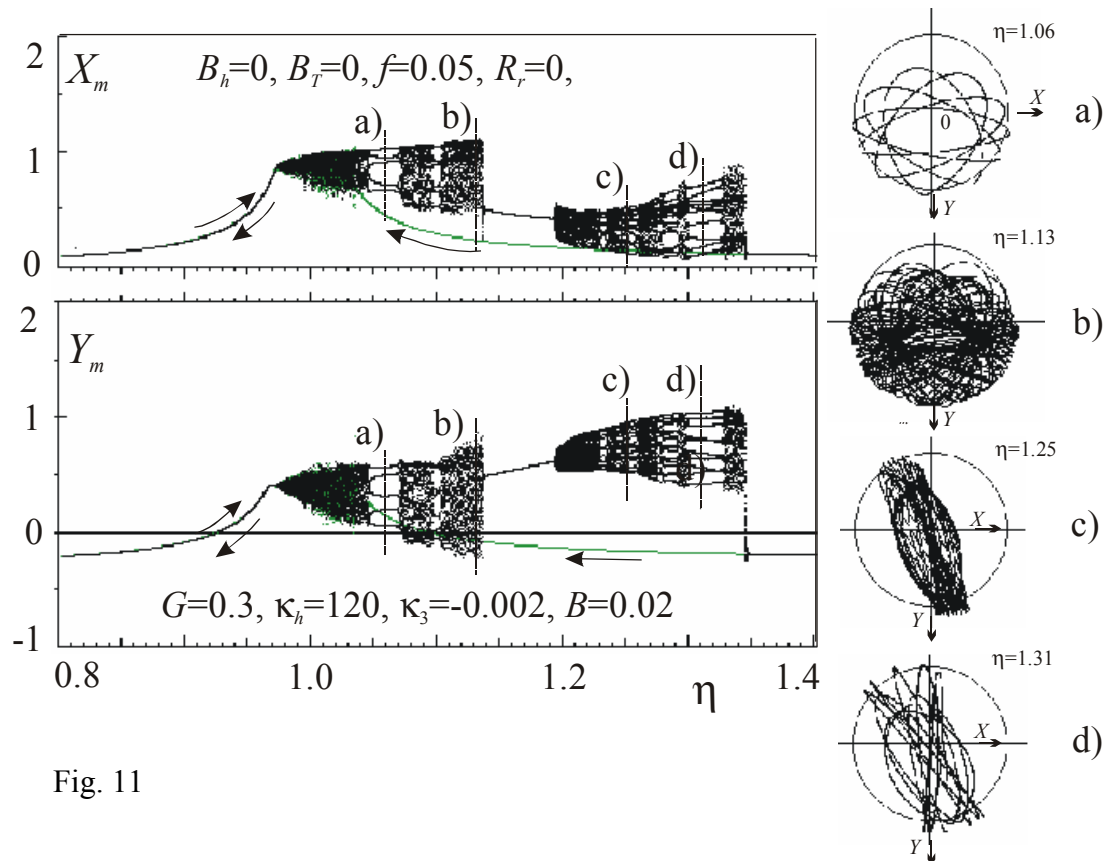 2
X_m
B_h=0, B_T=0, f=0.05, R_r=0,
a)
b)
1
c)
d)
0
2
Y_m
c)
d)
1
a)
b)
0
G=0.3, κ_h=120, κ_3=-0.002, B=0.02
-1
0.8
1.0
1.2
η
1.4
Fig. 11
η=1.06
X
0
a)
Y
η=1.13
b)
... Y
η=1.25
X
c)
Y
η=1.31
X
d)
Y